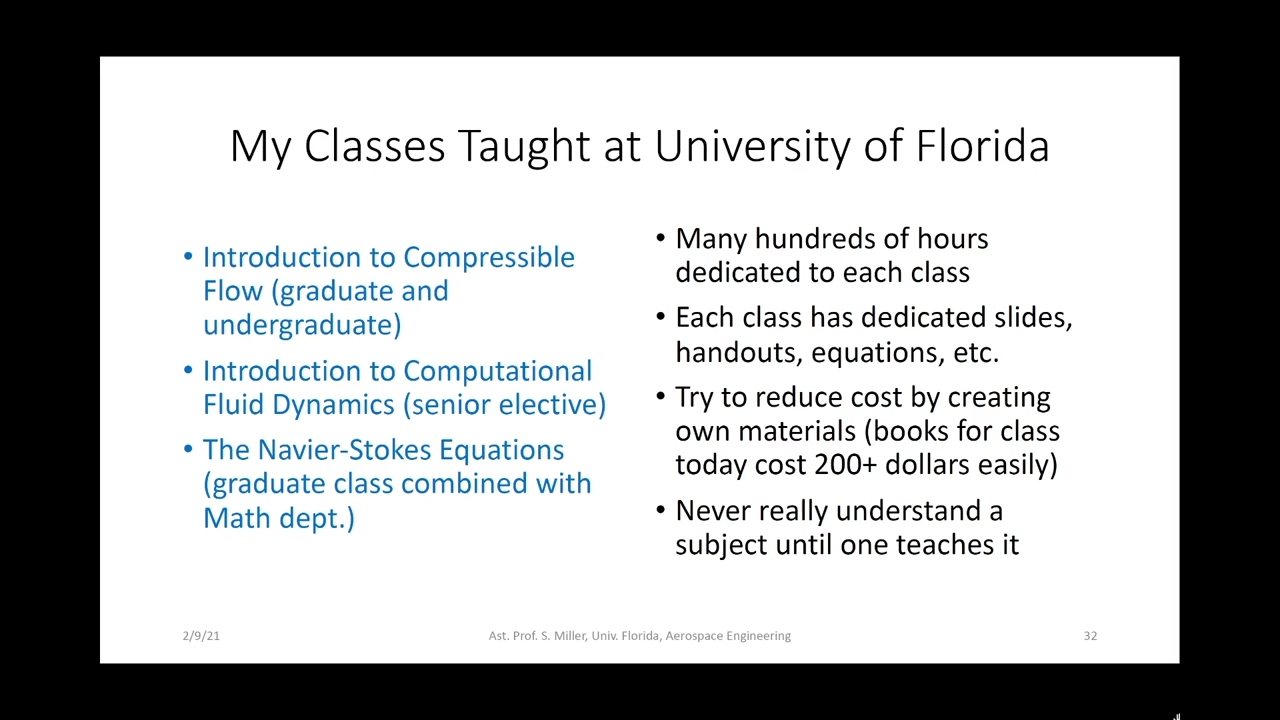 My Classes Taught at University of Florida
• Introduction to Compressible
Flow (graduate and
undergraduate)
• Introduction to Computational
Fluid Dynamics (senior elective)
• The Navier-Stokes Equations
(graduate class combined with
Math dept.)
• Many hundreds of hours
dedicated to each class
• Each class has dedicated slides,
handouts, equations, etc.
• Try to reduce cost by creating
own materials (books for class
today cost 200+ dollars easily)
• Never really understand a
subject until one teaches it
2/9/21
Ast. Prof. S. Miller, Univ. Florida, Aerospace Engineering
32